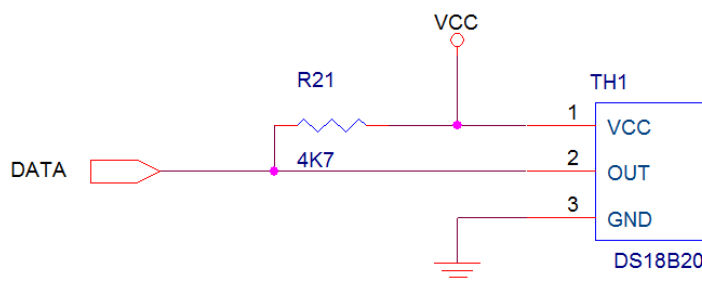 VCC
R21
TH1
1
VCC
4K7
DATA
2
OUT
3
GND
DS18B20